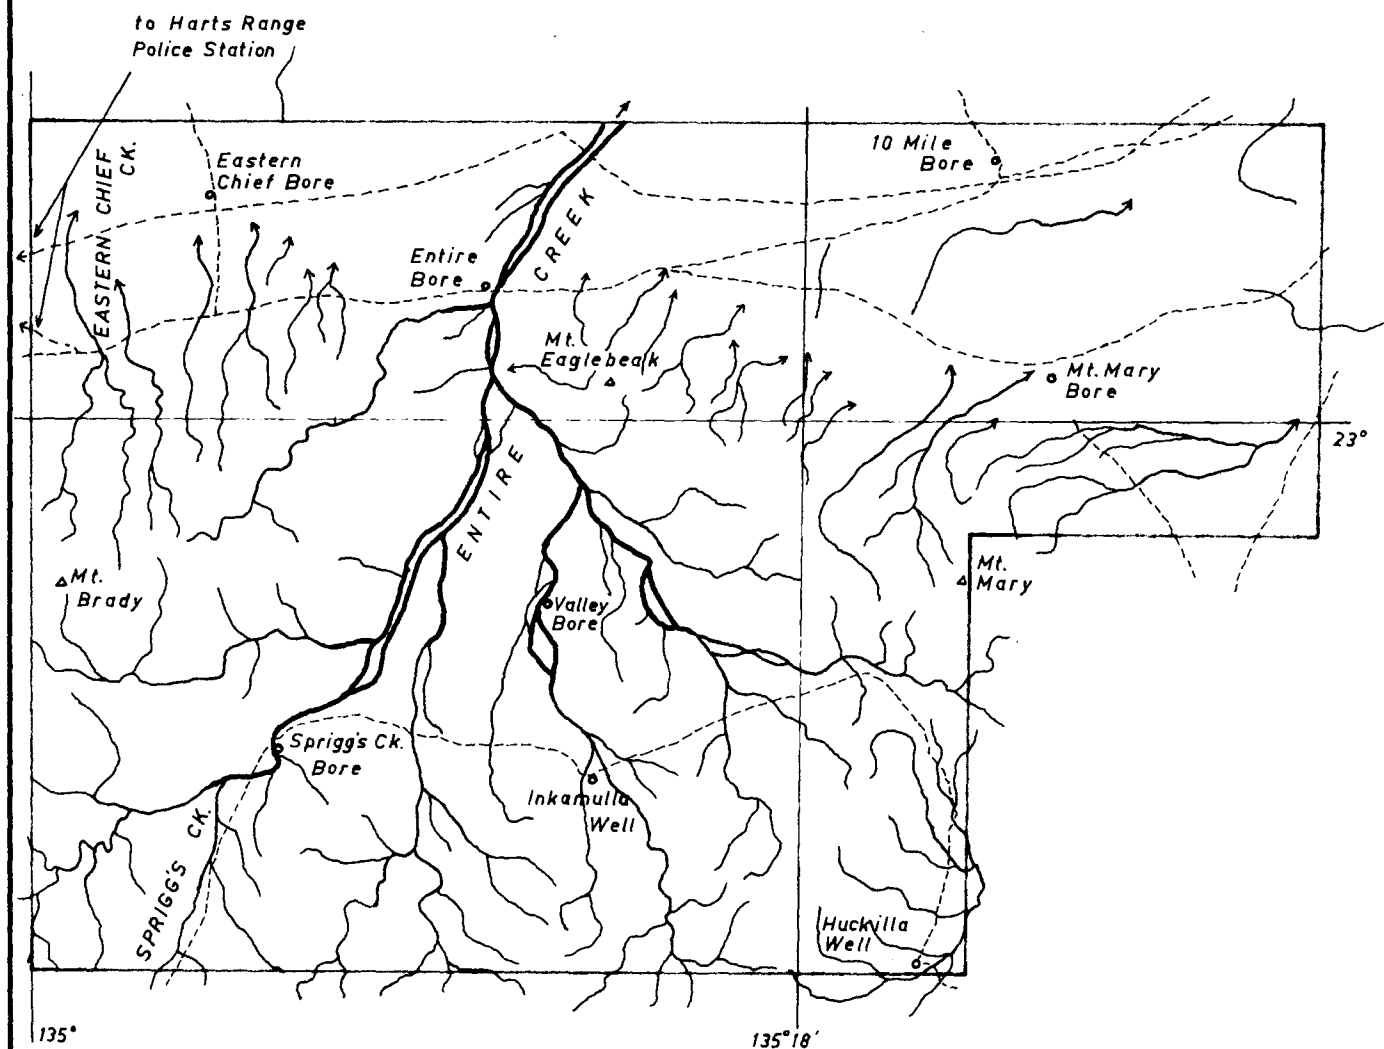 to Harts Range
Police Station
EASTERN CHIEF
CK.
Eastern
Chief Bore
10 Mile
Bore
Entire
Bore
CREEK
Mt.
Eaglebeak
Mt. Mary
Bore
23°
ENTIRE
Mt.
Brady
Valley
Bore
Mt.
Mary
Sprigg's Ck.
Bore
Inkamulla
Well
SPRIGG'S CK.
Huckilla
Well
135°
135°18'